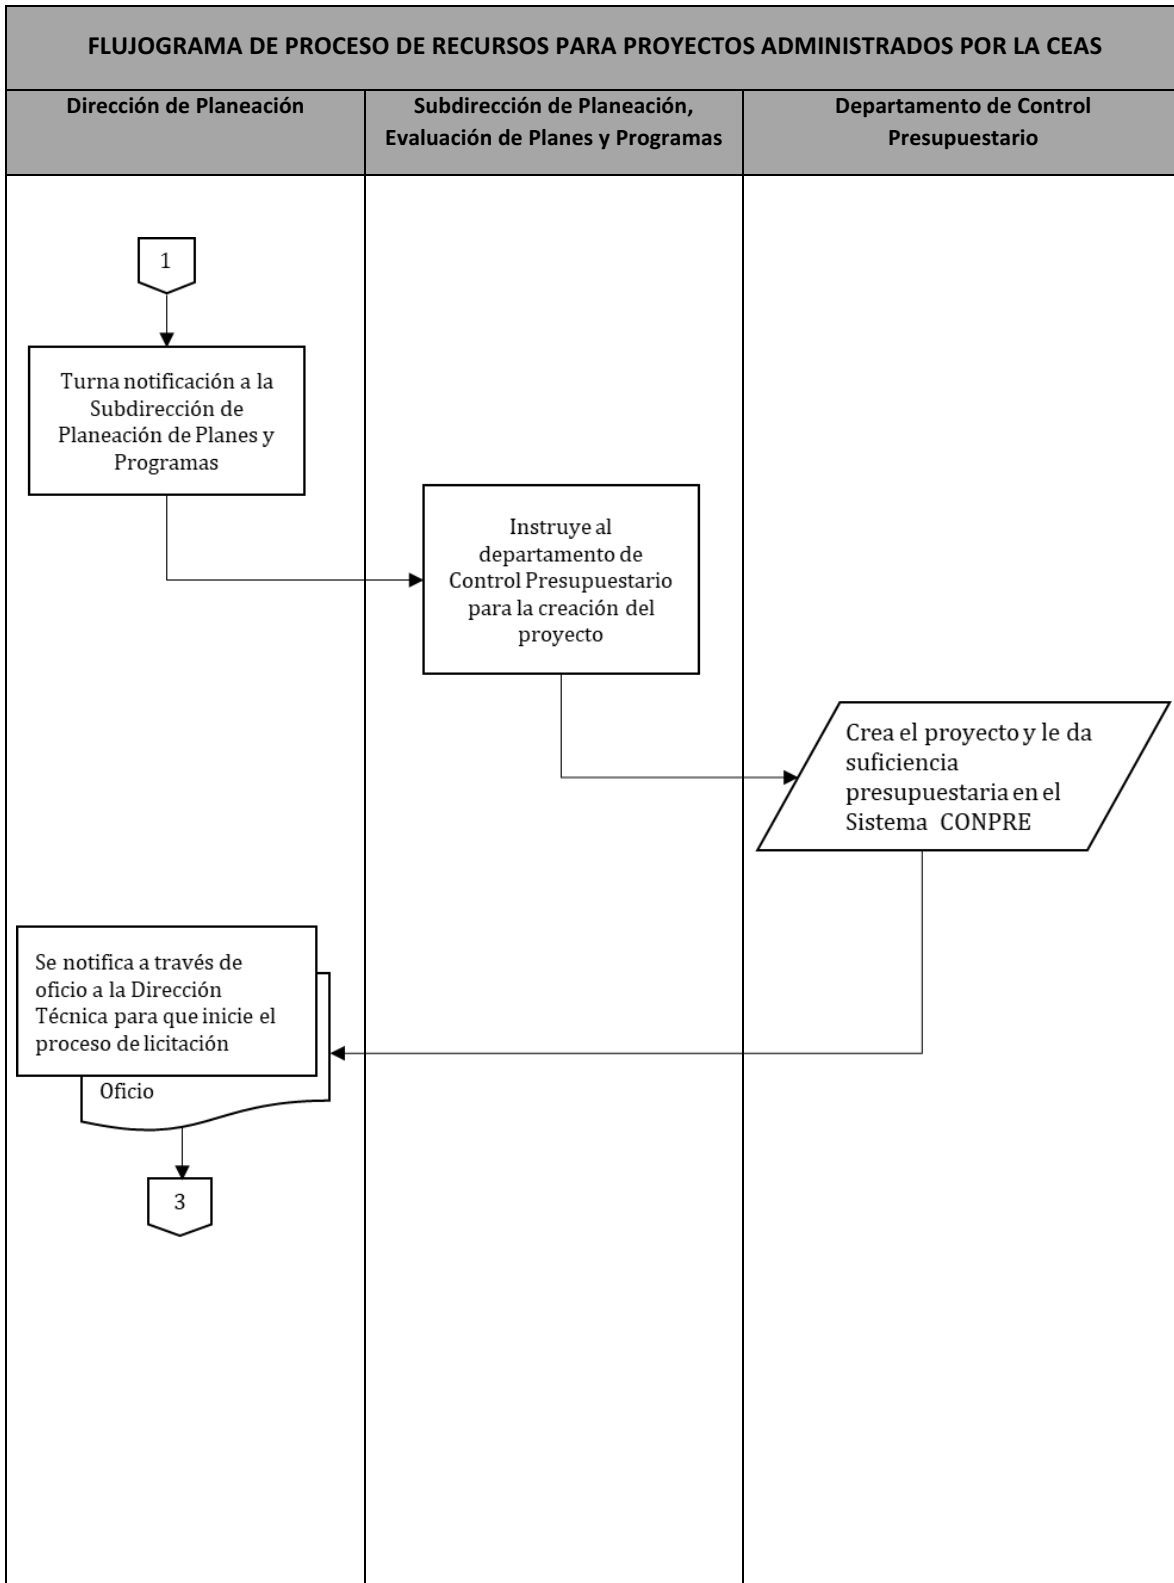 FLUJOGRAMA DE PROCESO DE RECURSOS PARA PROYECTOS ADMINISTRADOS POR LA CEAS
Dirección de Planeación
Subdirección de Planeación,
Evaluación de Planes y Programas
Departamento de Control
Presupuestario
1
Turna notificación a la
Subdirección de
Planeación de Planes y
Programas
Instruye al
departamento de
Control Presupuestario
para la creación del
proyecto
Crea el proyecto y le da
suficiencia
presupuestaria en el
Sistema CONPRE
Se notifica a través de
oficio a la Dirección
Técnica para que inicie el
proceso de licitación
Oficio
3